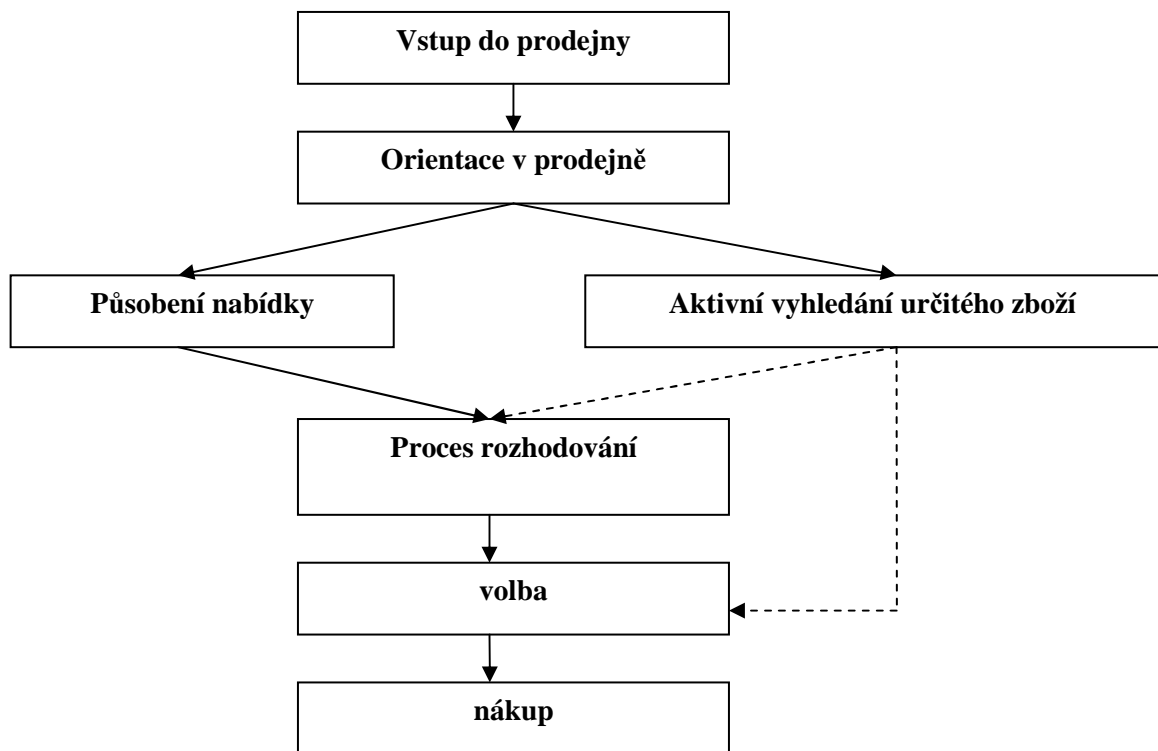 Vstup do prodejny
Orientace v prodejně
Působení nabídky
Aktivní vyhledání určitého zboží
Proces rozhodování
volba
nákup